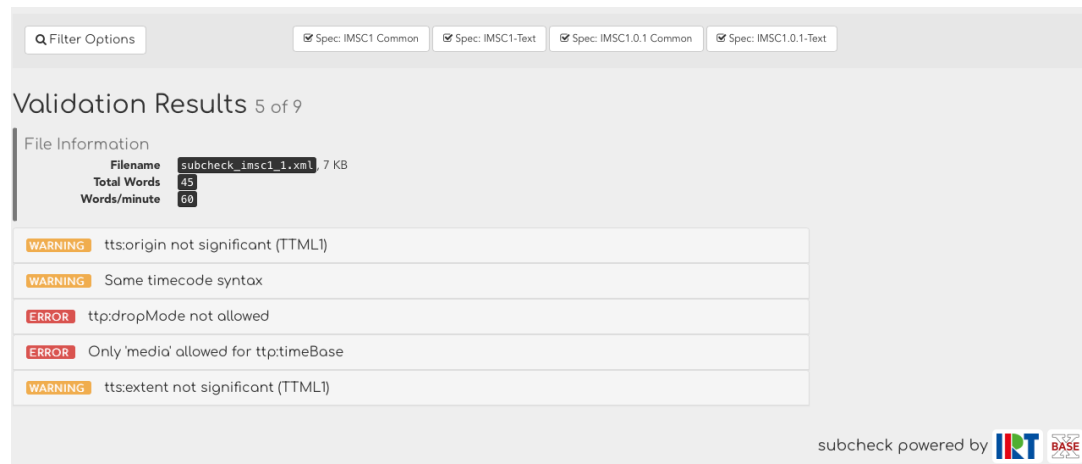 Filter Options Spec: IMSC1 Common Spec: IMSC1-Text Spec: IMSC1.0.1 Common Spec: IMSC1.0.1-Text
Validation Results 5 of 9
File Information
Filename subcheck_imsc1_1.xml, 7 KB
Total Words 45
Words/minute 60
WARNING tts:origin not significant (TTML1)
WARNING Same timecode syntax
ERROR ttp:dropMode not allowed
ERROR Only 'media' allowed for ttp:timeBase
WARNING tts:extent not significant (TTML1)
subcheck powered by IRT BASE